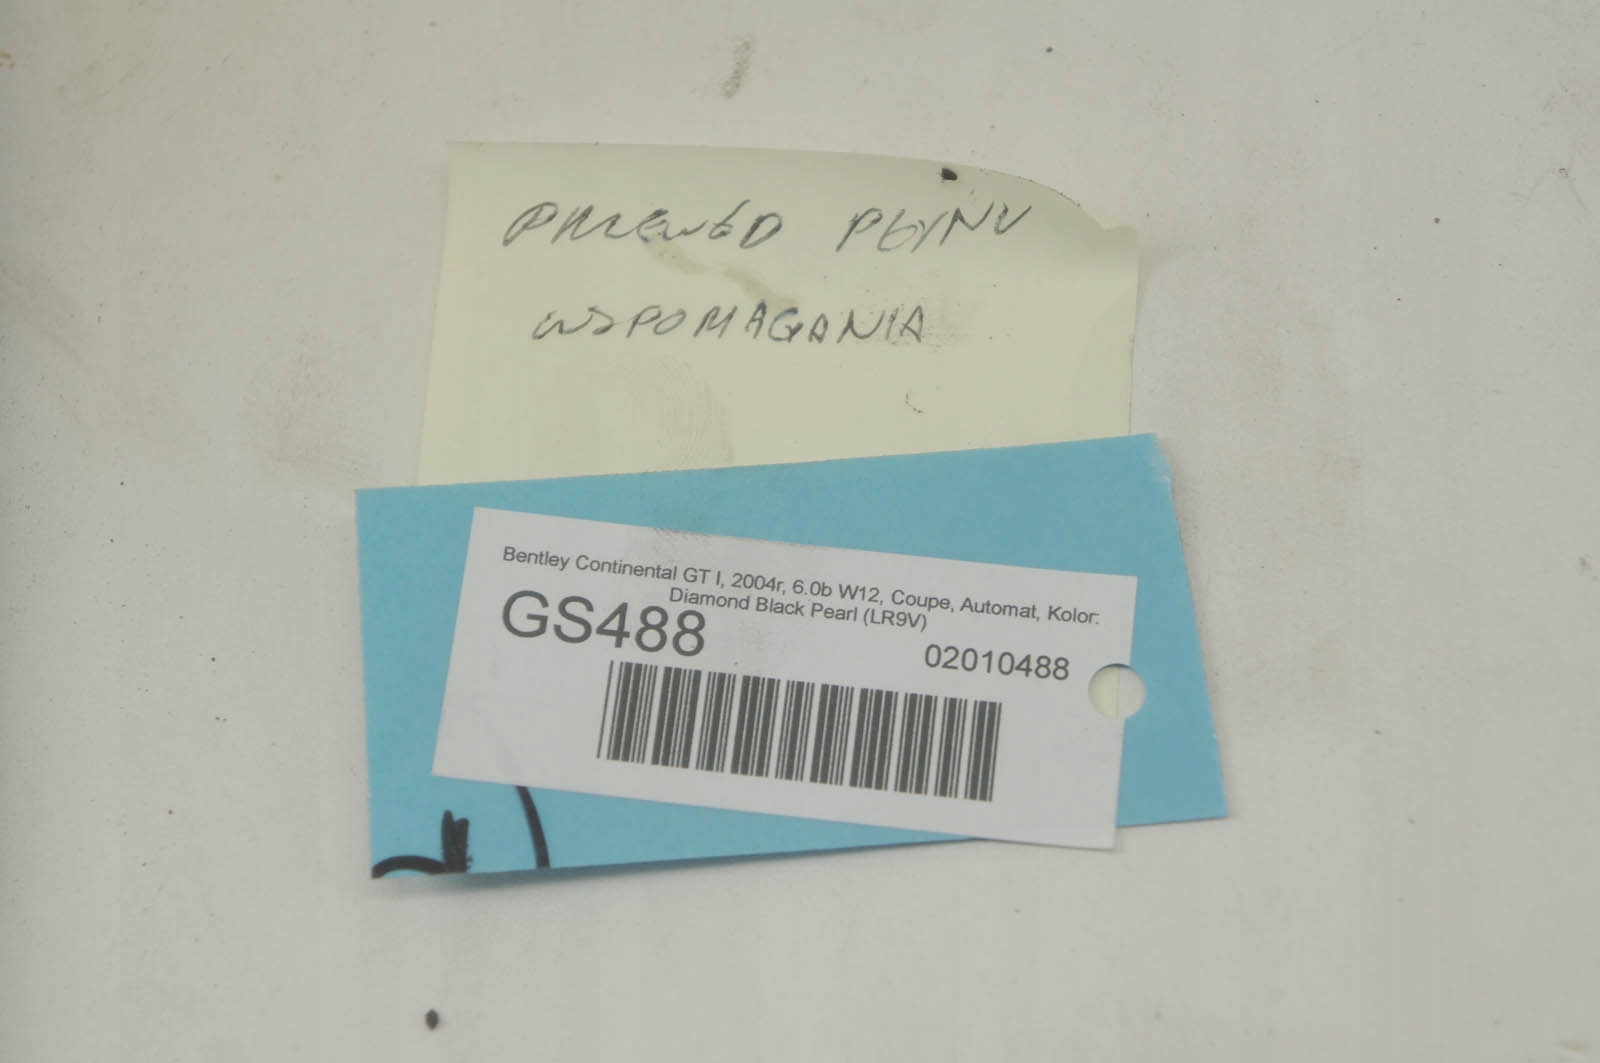 PRZEWÓD PŁYNU
WSPOMAGANIA
Bentley Continental GT I, 2004r, 6.0b W12, Coupe, Automat, Kolor:
Diamond Black Pearl (LR9V)
GS488
02010488